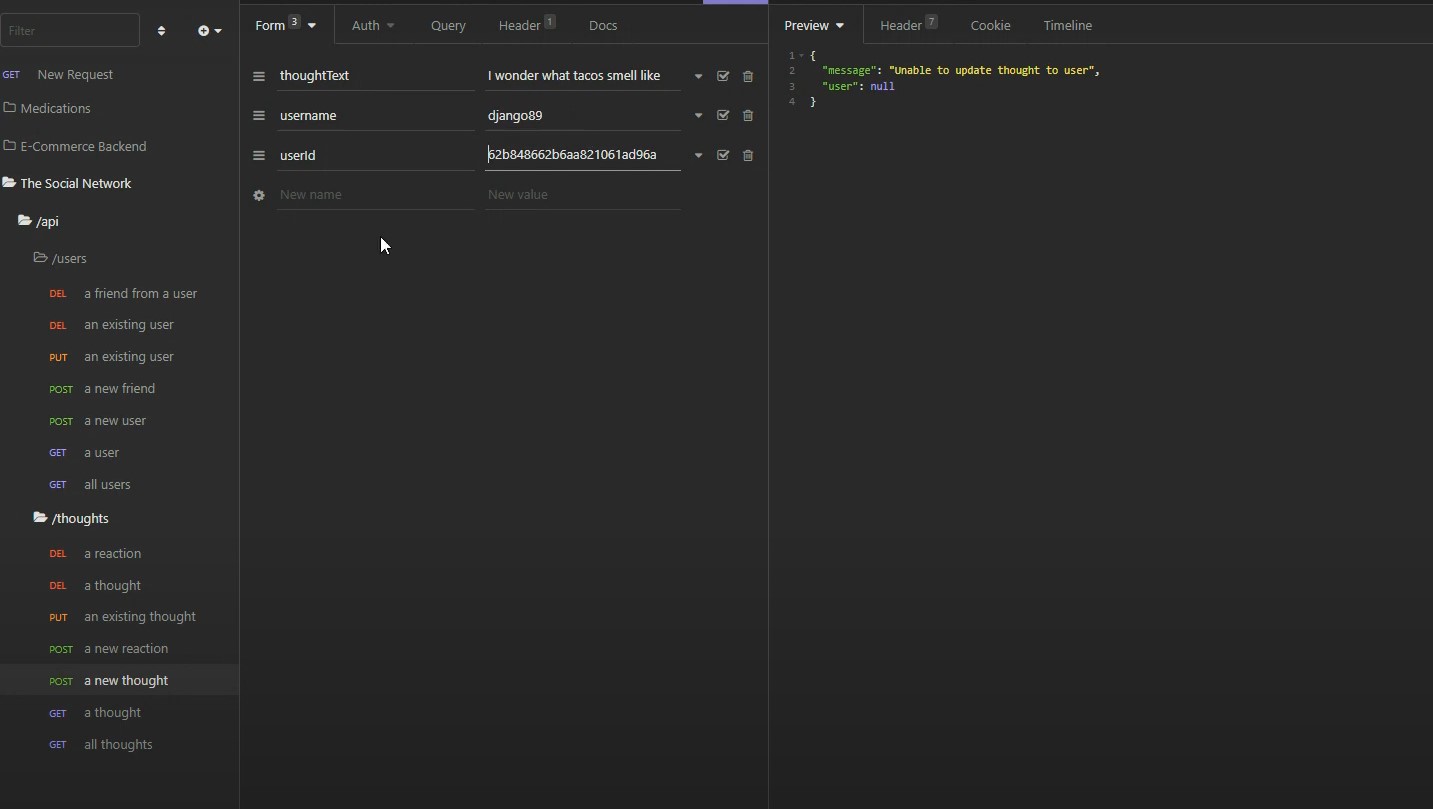 Filter
GET New Request
Medications
E-Commerce Backend
The Social Network
/api
/users
DEL a friend from a user
DEL an existing user
PUT an existing user
POST a new friend
POST a new user
GET a user
GET all users
/thoughts
DEL a reaction
DEL a thought
PUT an existing thought
POST a new reaction
POST a new thought
GET a thought
GET all thoughts
Form 3 Auth Query Header 1 Docs
thoughtText I wonder what tacos smell like
username django89
userId 62b848662b6aa821061ad96a
New name New value
Preview Header 7 Cookie Timeline
1 {
2 "message": "Unable to update thought to user",
3 "user": null
4 }